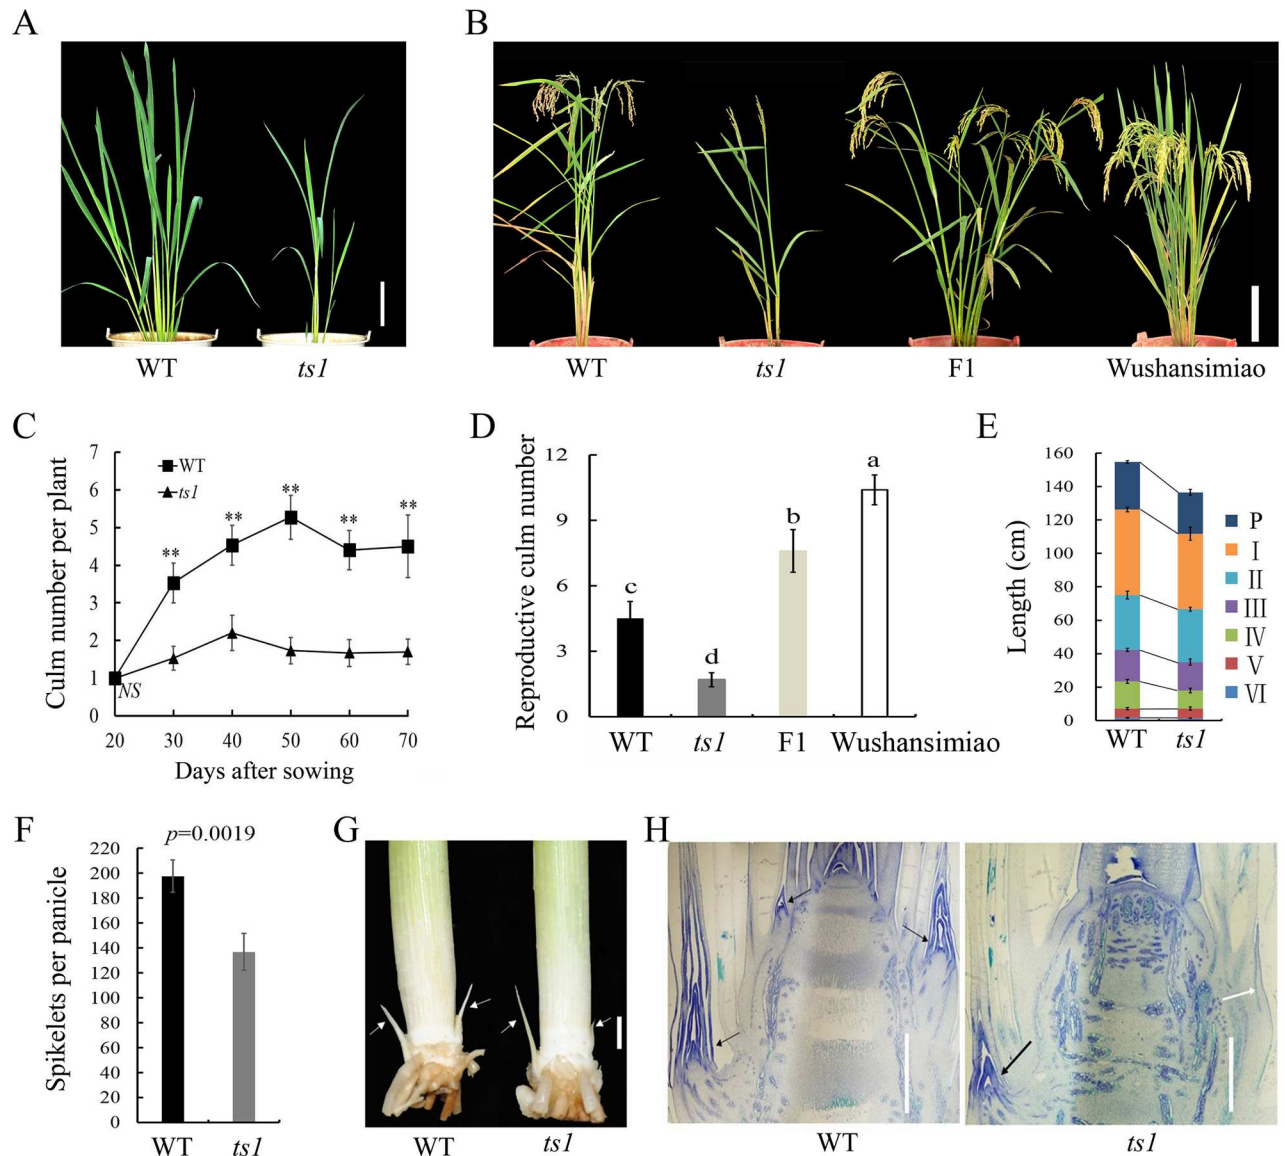 A
B
WT
ts1
WT
ts1
F1
Wushansimiao
C
Culm number per plant
7
6
5
4
3
2
1
0
WT
ts1
**
**
**
**
**
NS
20
30
40
50
60
70
Days after sowing
D
Reproductive culm number
12
9
6
3
0
c
d
b
a
WT
ts1
F1
Wushansimiao
E
Length (cm)
160
140
120
100
80
60
40
20
0
WT
ts1
P
I
II
III
IV
V
VI
F
p=0.0019
Spikelets per panicle
220
200
180
160
140
120
100
80
60
40
20
0
WT
ts1
G
WT
ts1
H
WT
ts1